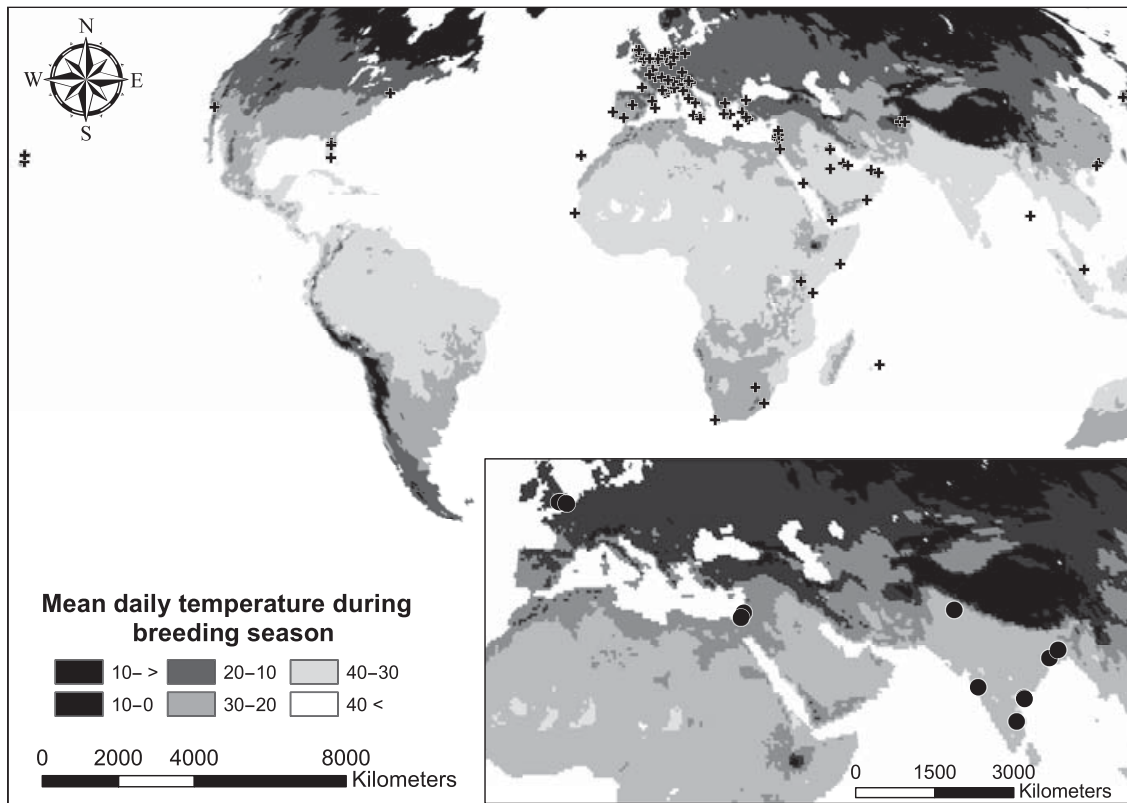 N
W E
S
Mean daily temperature during
breeding season
10– > 20–10 40–30
10–0 30–20 40 <
0 2000 4000 8000
Kilometers
0 1500 3000
Kilometers